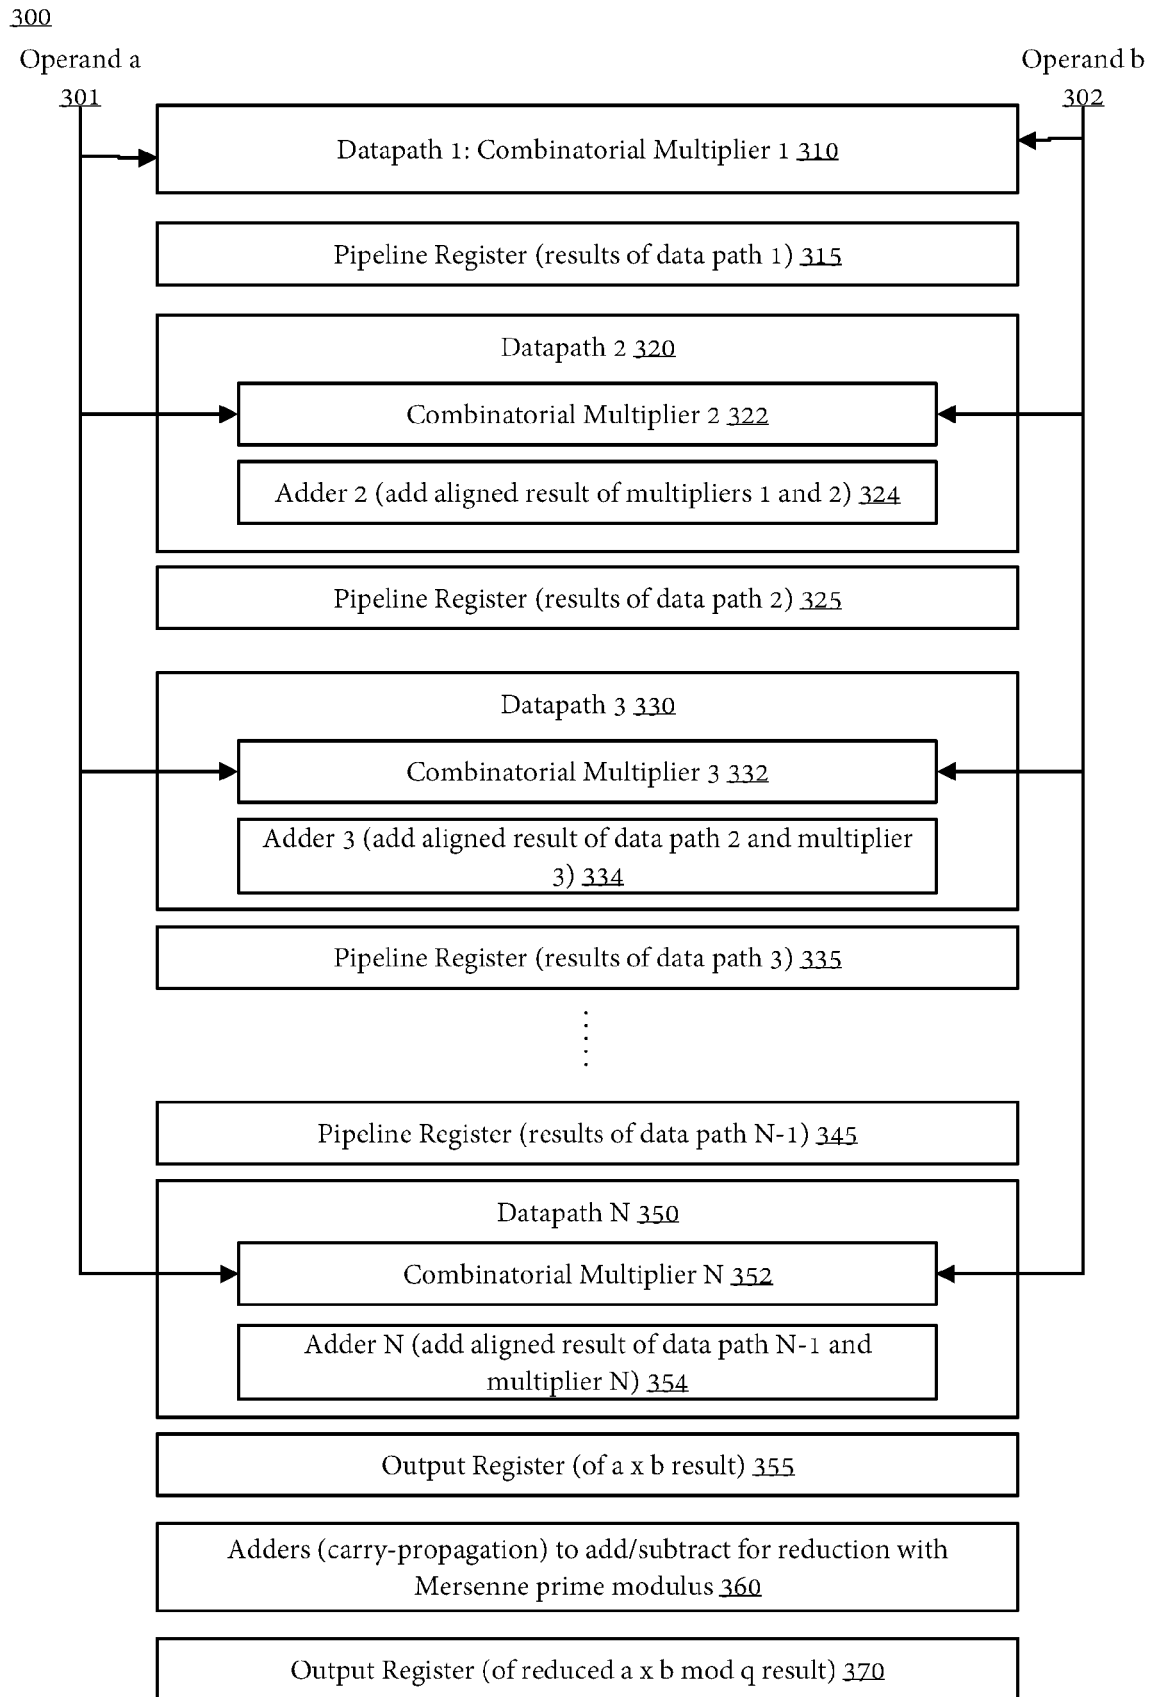 300
Operand a
Operand b
301
302
Datapath 1: Combinatorial Multiplier 1 310
Pipeline Register (results of data path 1) 315
Datapath 2 320
Combinatorial Multiplier 2 322
Adder 2 (add aligned result of multipliers 1 and 2) 324
Pipeline Register (results of data path 2) 325
Datapath 3 330
Combinatorial Multiplier 3 332
Adder 3 (add aligned result of data path 2 and multiplier
3) 334
Pipeline Register (results of data path 3) 335
Pipeline Register (results of data path N-1) 345
Datapath N 350
Combinatorial Multiplier N 352
Adder N (add aligned result of data path N-1 and
multiplier N) 354
Output Register (of a x b result) 355
Adders (carry-propagation) to add/subtract for reduction with
Mersenne prime modulus 360
Output Register (of reduced a x b mod q result) 370